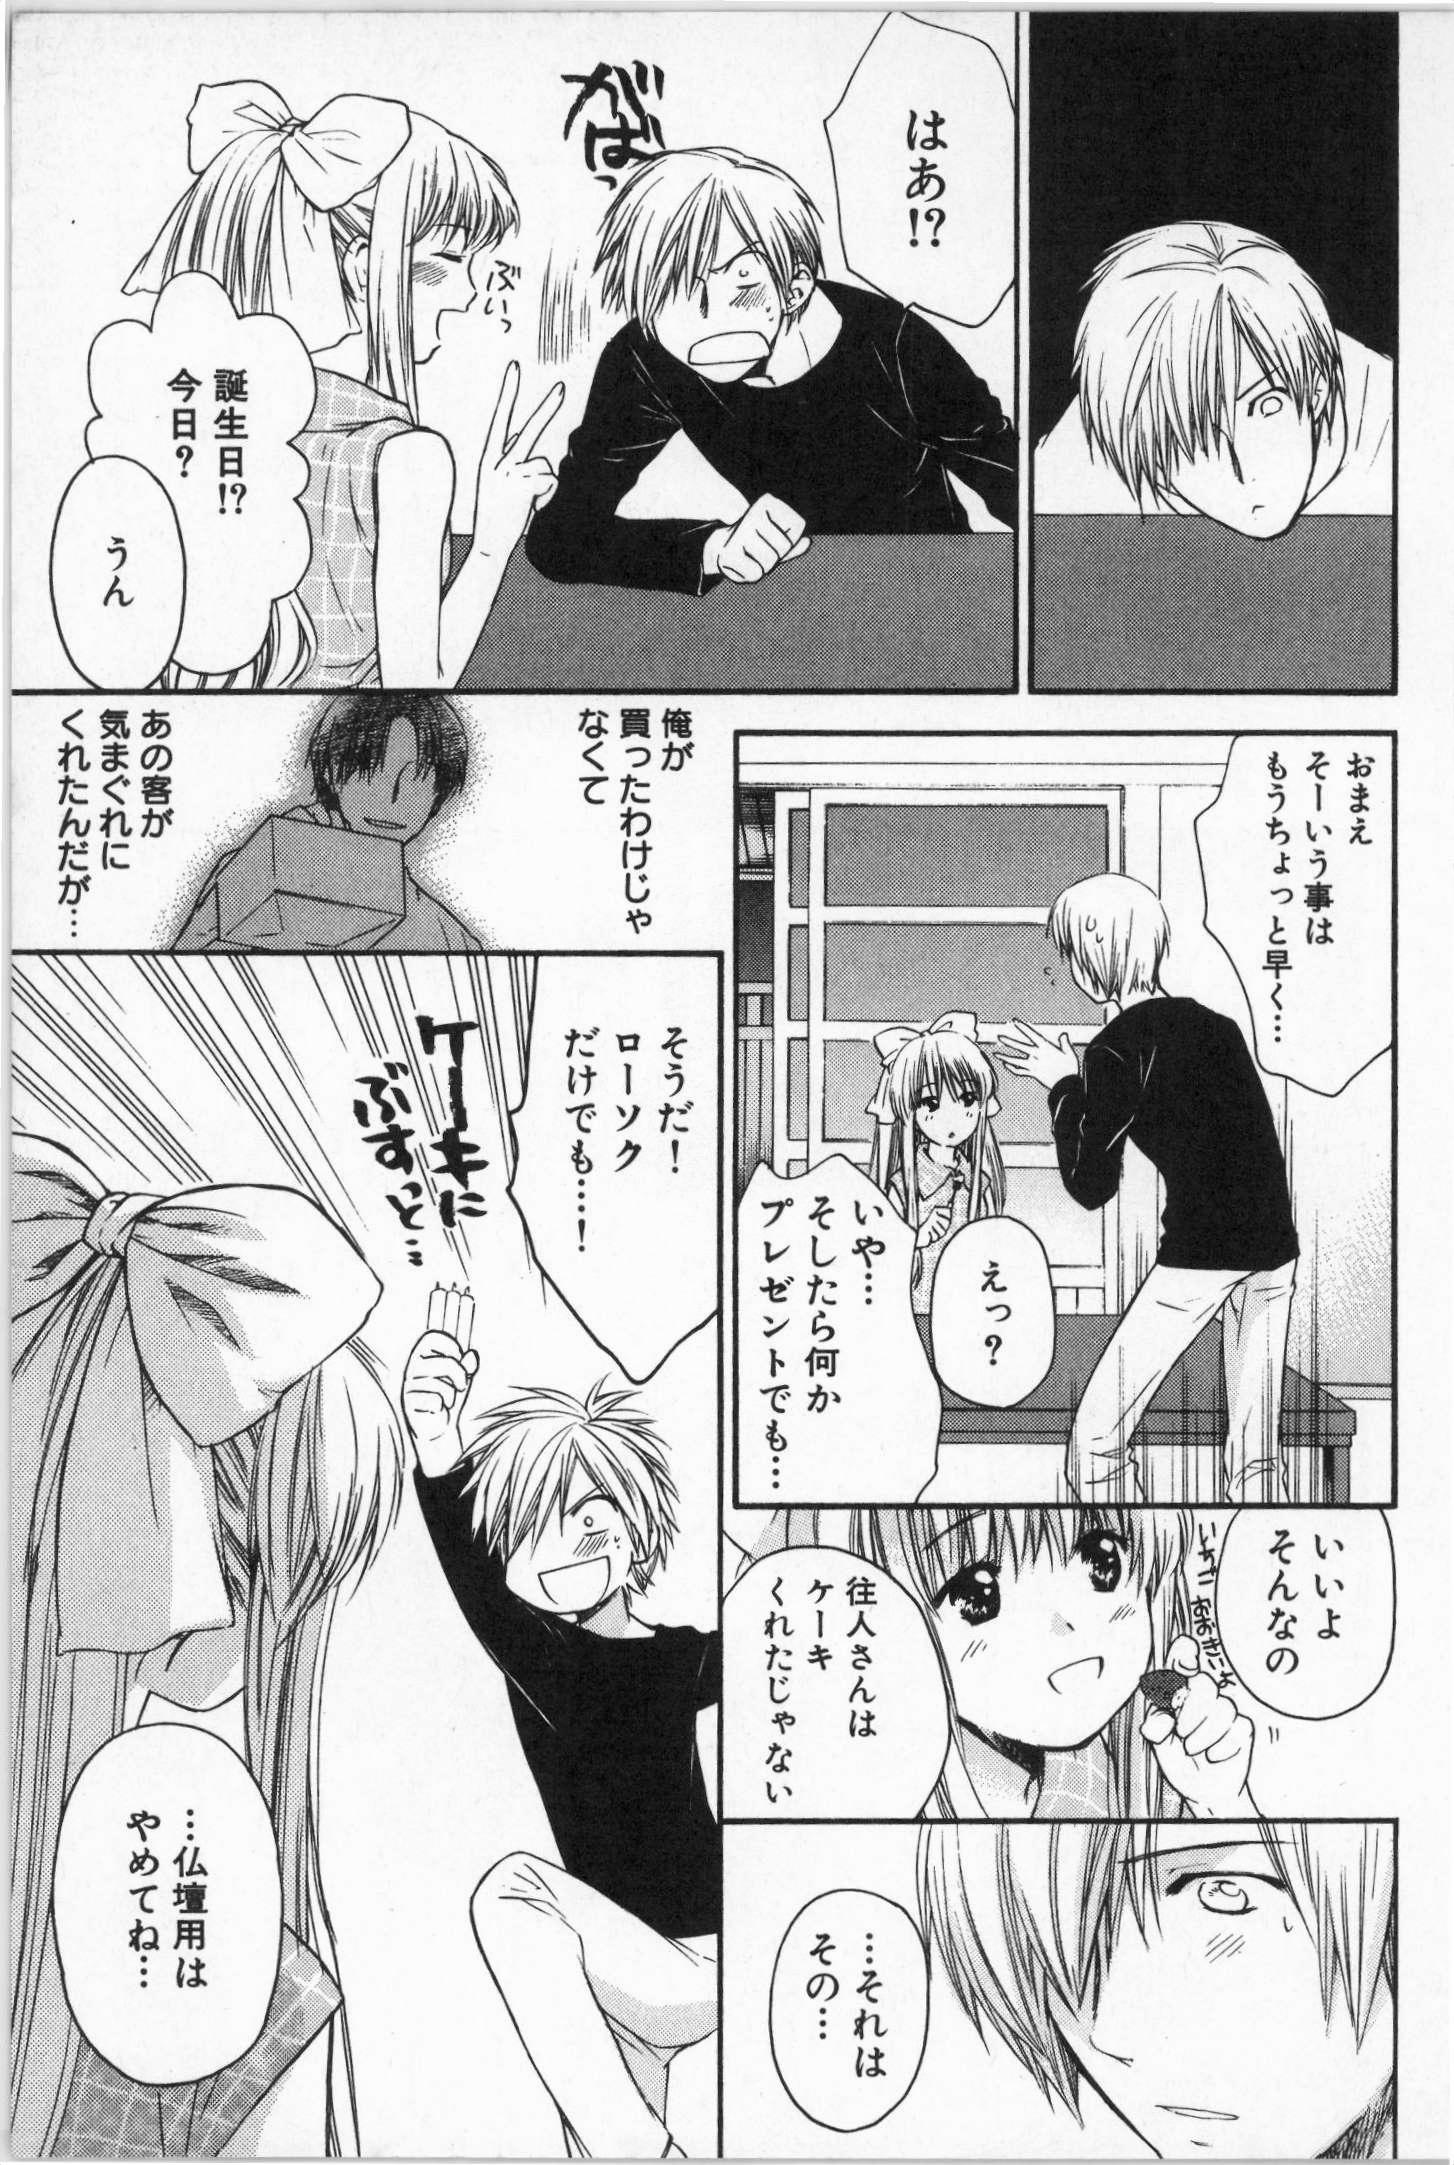 はあ!?
がばっ
ぶいっ
誕生日!?
今日?
うん
おまえ
そーいう事は
もうちょっと早く…
えっ?
いや…
そしたら何か
プレゼントでも…
いいよ
そんなの
いちご
おおきいよ
往人さんは
ケーキ
くれたじゃない
…それは
その…
俺が
買ったわけじゃ
なくて
あの客が
気まぐれに
くれたんだが…
そうだ!
ローソク
だけでも……!
ケーキに
ぶすっと…
…仏壇用は
やめてね…